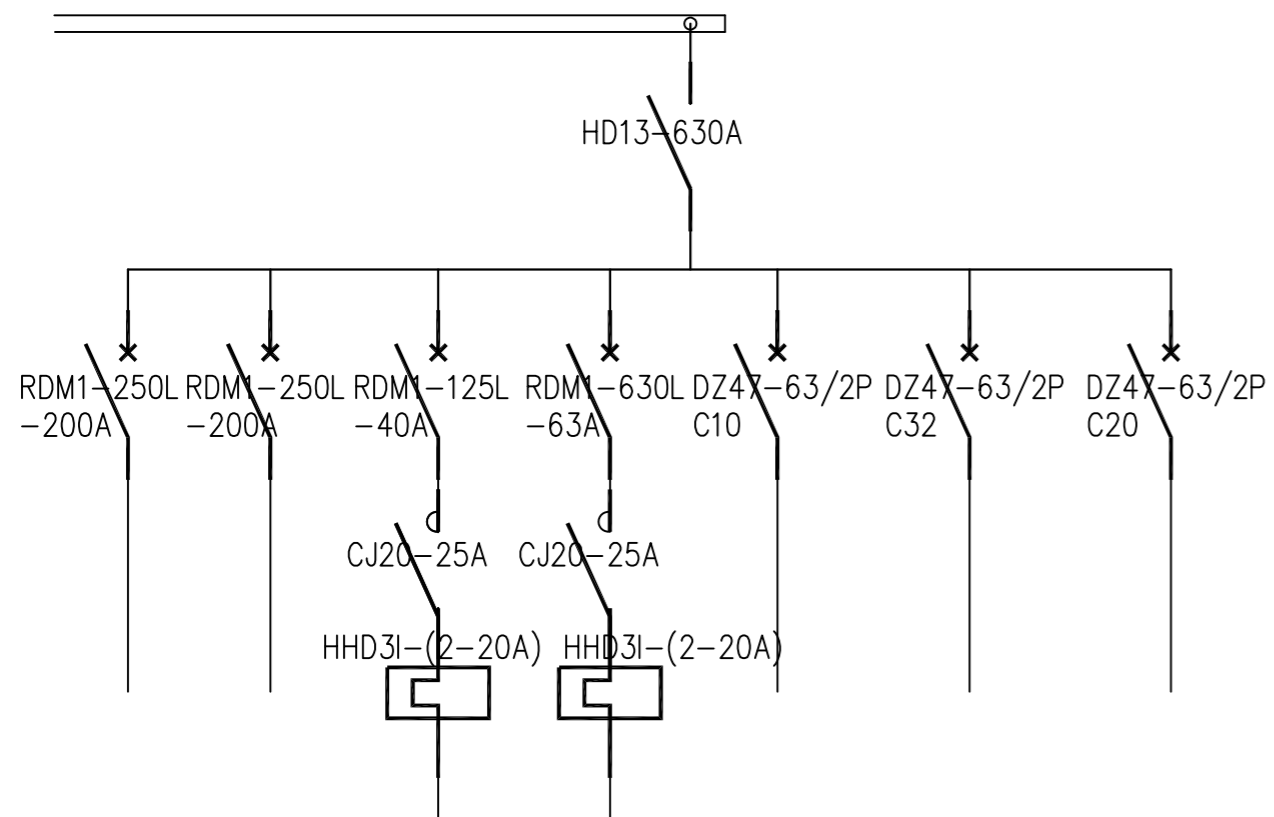 HD13-630A
RDM1-250L
-200A
RDM1-250L
-200A
RDM1-125L
-40A
RDM1-630L
-63A
DZ47-63/2P
C10
DZ47-63/2P
C32
DZ47-63/2P
C20
CJ20-25A
CJ20-25A
HHD3I-(2-20A)
HHD3I-(2-20A)